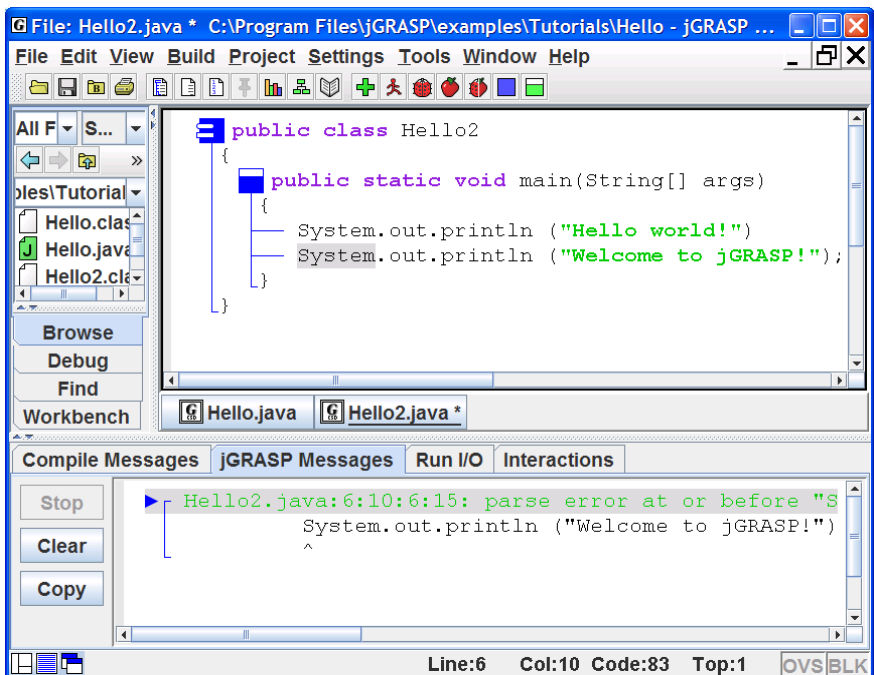 File: Hello2.java * C:\Program Files\jGRASP\examples\Tutorials\Hello - jGRASP ...
File Edit View Build Project Settings Tools Window Help
All F S...
»
oles\Tutorial
Hello.clas
Hello.java
Hello2.cla
Browse
Debug
Find
Workbench
public class Hello2
{
public static void main(String[] args)
{
System.out.println ("Hello world!")
System.out.println ("Welcome to jGRASP!");
}
}
Hello.java Hello2.java *
Compile Messages jGRASP Messages Run I/O Interactions
Stop
Clear
Copy
Hello2.java:6:10:6:15: parse error at or before "S
System.out.println ("Welcome to jGRASP!")
^
Line:6 Col:10 Code:83 Top:1 OVS BLK